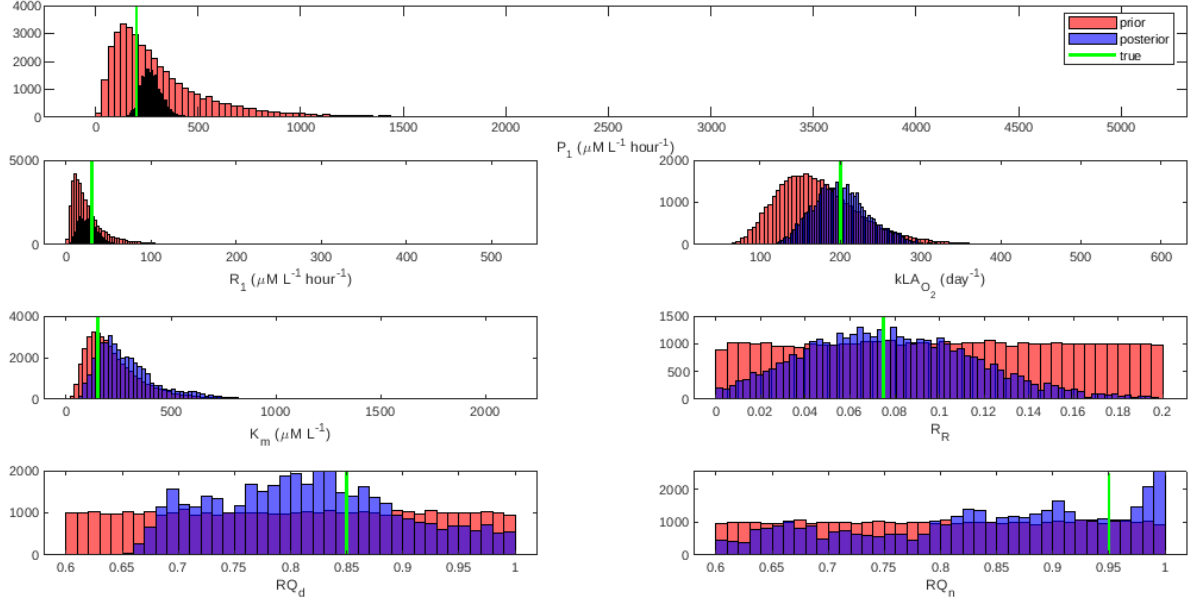 4000
3000
2000
1000
0
prior
posterior
true
0 500 1000 1500 2000 2500 3000 3500 4000 4500 5000
P1 (μM L-1 hour-1)
5000
0
0 100 200 300 400 500
R1 (μM L-1 hour-1)
2000
1000
0
100 200 300 400 500 600
kLAO2 (day-1)
4000
2000
0
0 500 1000 1500 2000
Km (μM L-1)
1500
1000
500
0
0 0.02 0.04 0.06 0.08 0.1 0.12 0.14 0.16 0.18 0.2
RR
2000
1000
0
0.6 0.65 0.7 0.75 0.8 0.85 0.9 0.95 1
RQd
2000
1000
0
0.6 0.65 0.7 0.75 0.8 0.85 0.9 0.95 1
RQn